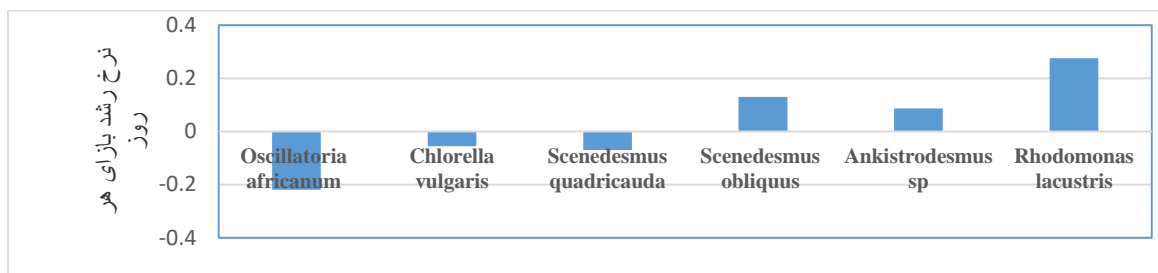 نرخ رشد بازای هر
روز
0.4
0.2
0
-0.2
-0.4
Oscillatoria
africanum
Chlorella
vulgaris
Scenedesmus
quadricauda
Scenedesmus
obliquus
Ankistrodesmus
sp
Rhodomonas
lacustris